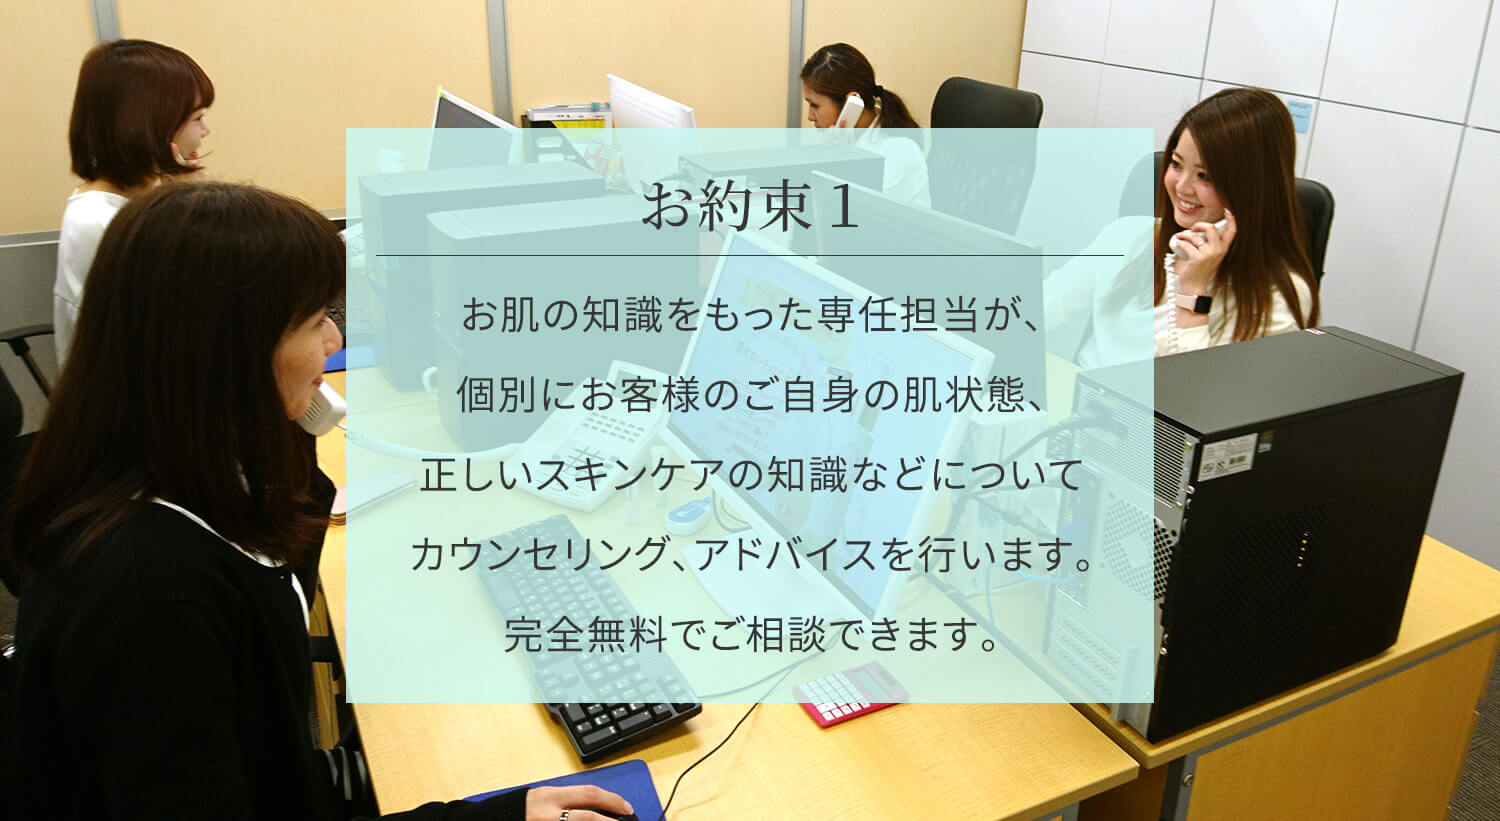 お約束１
お肌の知識をもった専任担当が、
個別にお客様のご自身の肌状態、
正しいスキンケアの知識などについて
カウンセリング、アドバイスを行います。
完全無料でご相談できます。